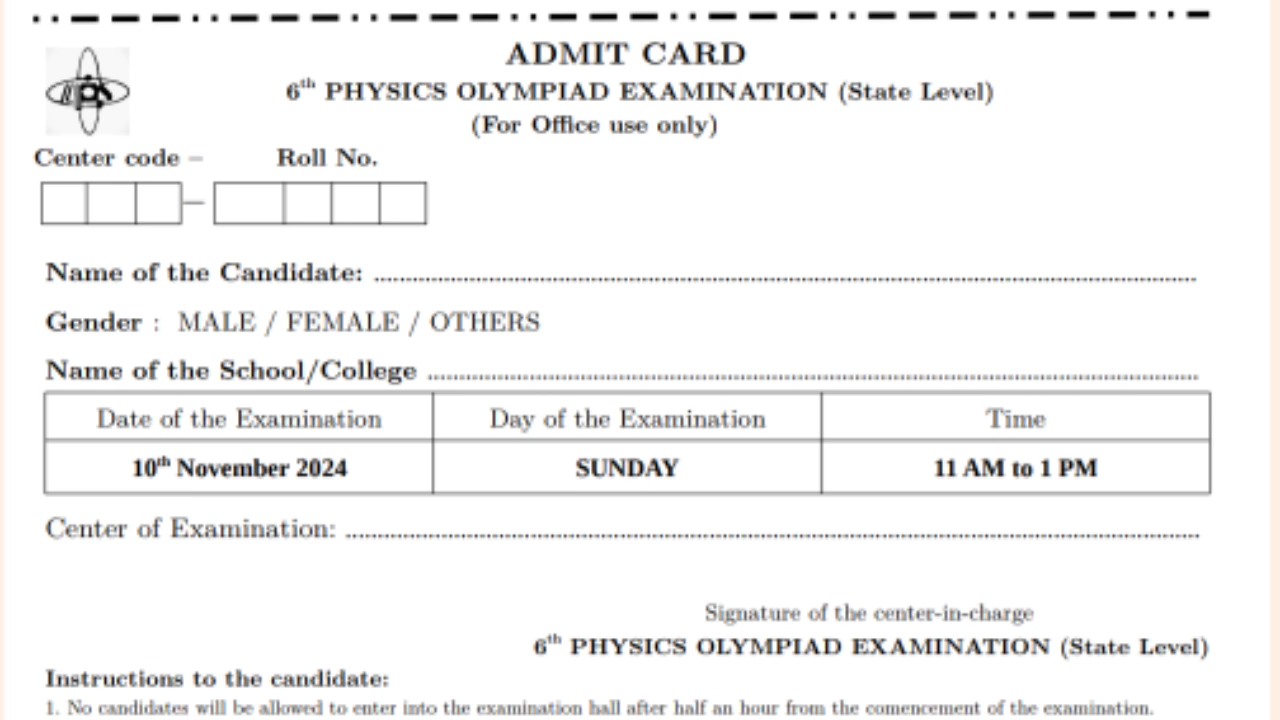 ADMIT CARD
6th PHYSICS OLYMPIAD EXAMINATION (State Level)
(For Office use only)
Center code – Roll No.
Name of the Candidate: ........................................
Gender : MALE / FEMALE / OTHERS
Name of the School/College ........................................
Date of the Examination Day of the Examination Time
10th November 2024 SUNDAY 11 AM to 1 PM
Center of Examination: ........................................
Signature of the center-in-charge
6th PHYSICS OLYMPIAD EXAMINATION (State Level)
Instructions to the candidate:
1. No candidates will be allowed to enter into the examination hall after half an hour from the comencement of the examination.